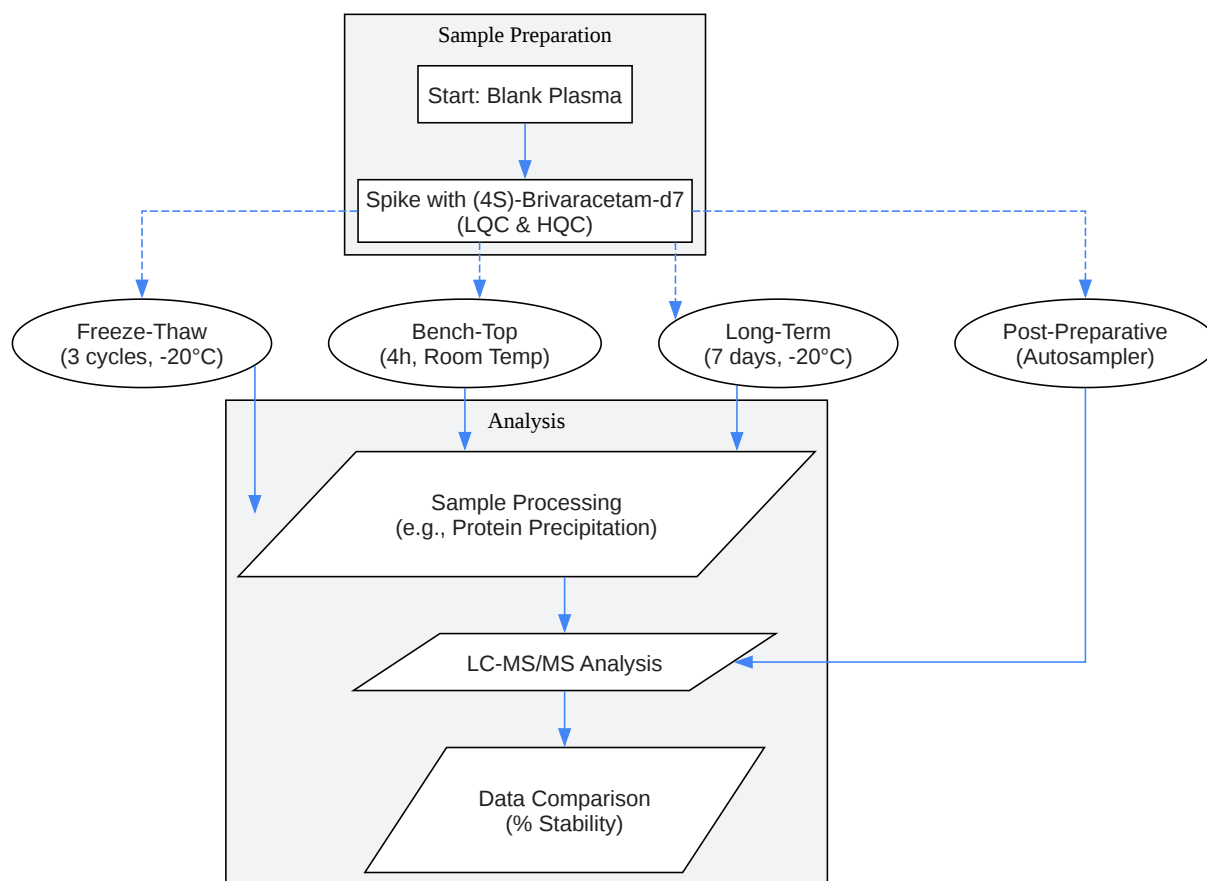 Sample Preparation
Start: Blank Plasma
Spike with (4S)-Brivaracetam-d7
(LQC & HQC)
Freeze-Thaw
(3 cycles, -20°C)
Bench-Top
(4h, Room Temp)
Long-Term
(7 days, -20°C)
Post-Preparative
(Autosampler)
Analysis
Sample Processing
(e.g., Protein Precipitation)
LC-MS/MS Analysis
Data Comparison
(% Stability)